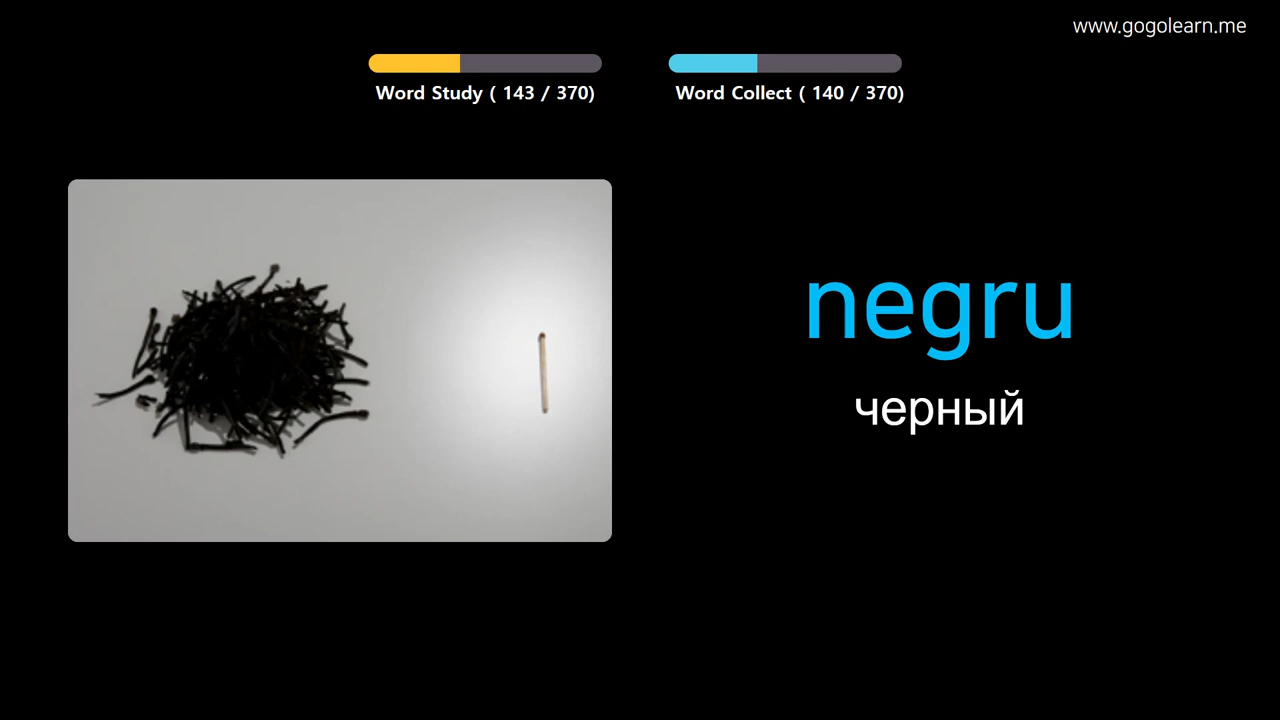 www.gogolearn.me
Word Study ( 143 / 370)
Word Collect ( 140 / 370)
negru
черный